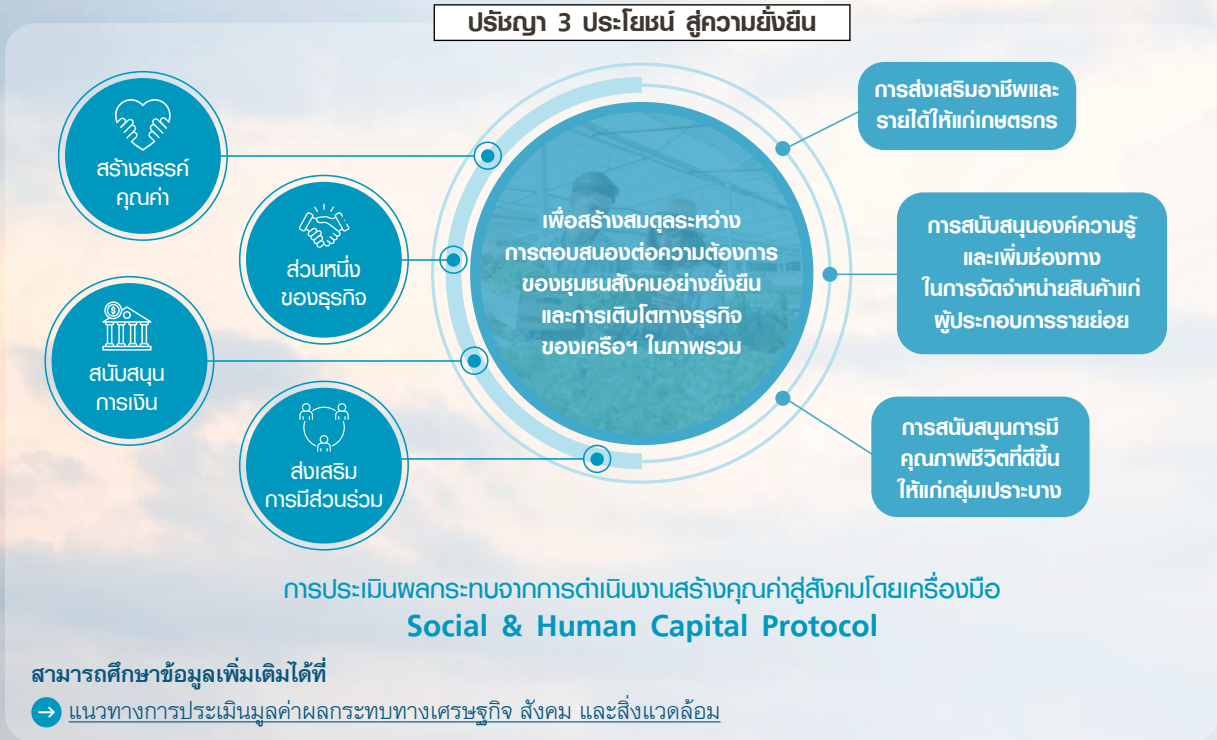 ปรัชญา 3 ประโยชน์ สู่ความยั่งยืน
สร้างสรรค์
คุณค่า
ส่วนหนึ่ง
ของธุรกิจ
สนับสนุน
การเงิน
ส่งเสริม
การมีส่วนร่วม
เพื่อสร้างสมดุลระหว่าง
การตอบสนองต่อความต้องการ
ของชุมชนสังคมอย่างยั่งยืน
และการเติบโตทางธุรกิจ
ของเครือฯ ในภาพรวม
การส่งเสริมอาชีพและ
รายได้ให้แก่เกษตรกร
การสนับสนุนองค์ความรู้
และเพิ่มช่องทาง
ในการจัดจำหน่ายสินค้าแก่
ผู้ประกอบการรายย่อย
การสนับสนุนการมี
คุณภาพชีวิตที่ดีขึ้น
ให้แก่กลุ่มเปราะบาง
การประเมินผลกระทบจากการดำเนินงานสร้างคุณค่าสู่สังคมโดยเครื่องมือ
Social & Human Capital Protocol
สามารถศึกษาข้อมูลเพิ่มเติมได้ที่
แนวทางการประเมินมูลค่าผลกระทบทางเศรษฐกิจ สังคม และสิ่งแวดล้อม